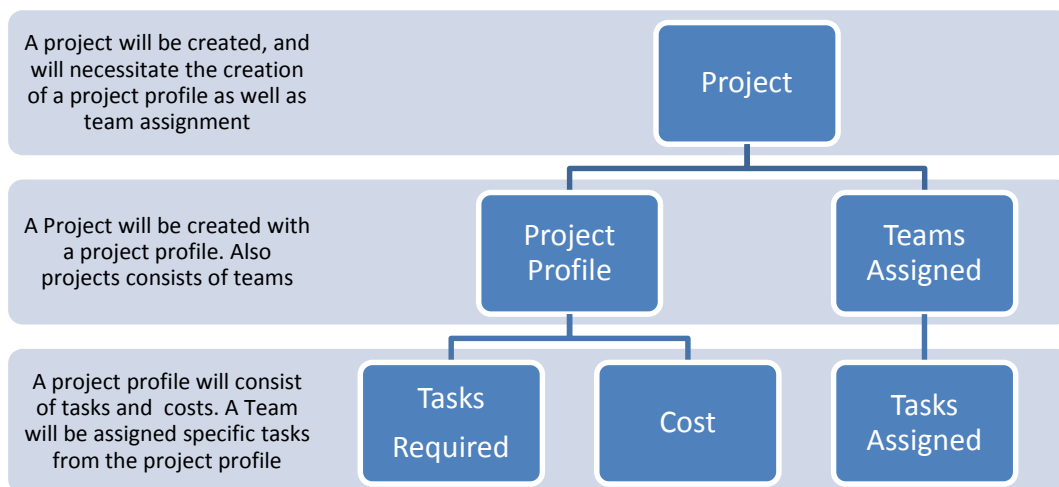 A project will be created, and
will necessitate the creation
of a project profile as well as
team assignment
Project
A Project will be created with
a project profile. Also
projects consists of teams
Project
Profile
Teams
Assigned
A project profile will consist
of tasks and  costs. A Team
will be assigned specific tasks
from the project profile
Tasks
Required
Cost
Tasks
Assigned